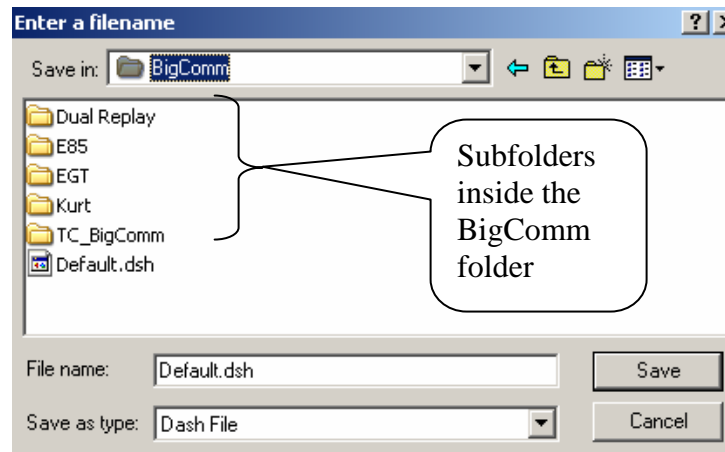 Enter a filename
Save in: BigComm
Dual Replay
E85
EGT
Kurt
TC_BigComm
Default.dsh
Subfolders
inside the
BigComm
folder
File name: Default.dsh Save
Save as type: Dash File Cancel